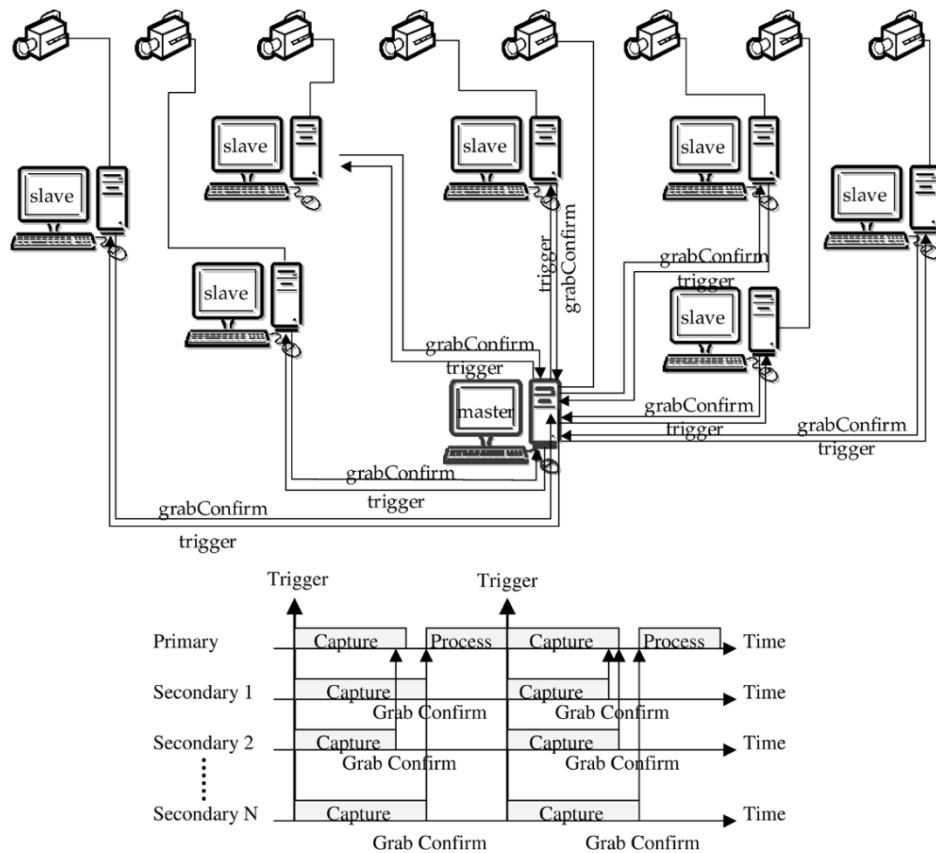 slave
slave
slave
slave
slave
slave
slave
trigger
grabConfirm
grabConfirm
trigger
grabConfirm
trigger
master
grabConfirm
trigger
grabConfirm
trigger
grabConfirm
trigger
grabConfirm
trigger
Trigger
Trigger
Primary
Capture
Process
Capture
Process
Time
Secondary 1
Capture
Capture
Time
Grab Confirm
Grab Confirm
Secondary 2
Capture
Capture
Time
Grab Confirm
Grab Confirm
Secondary N
Capture
Capture
Time
Grab Confirm
Grab Confirm